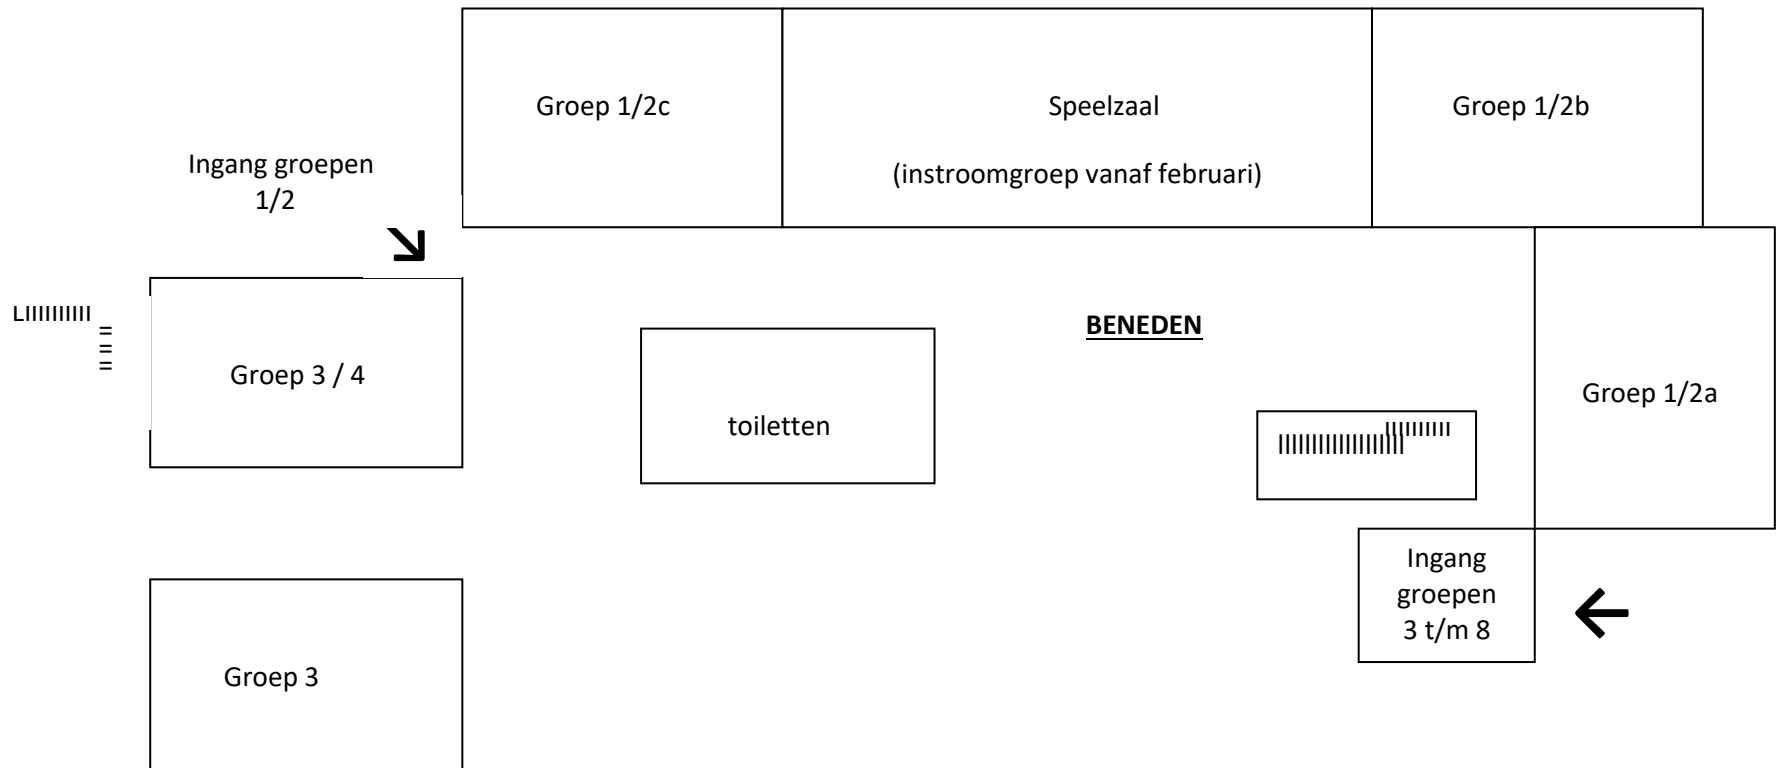 Groep 1/2c
Speelzaal
(instroomgroep vanaf februari)
Groep 1/2b
Ingang groepen
1/2
BENEDEN
Groep 3 / 4
toiletten
Groep 1/2a
Ingang
groepen
3 t/m 8
Groep 3